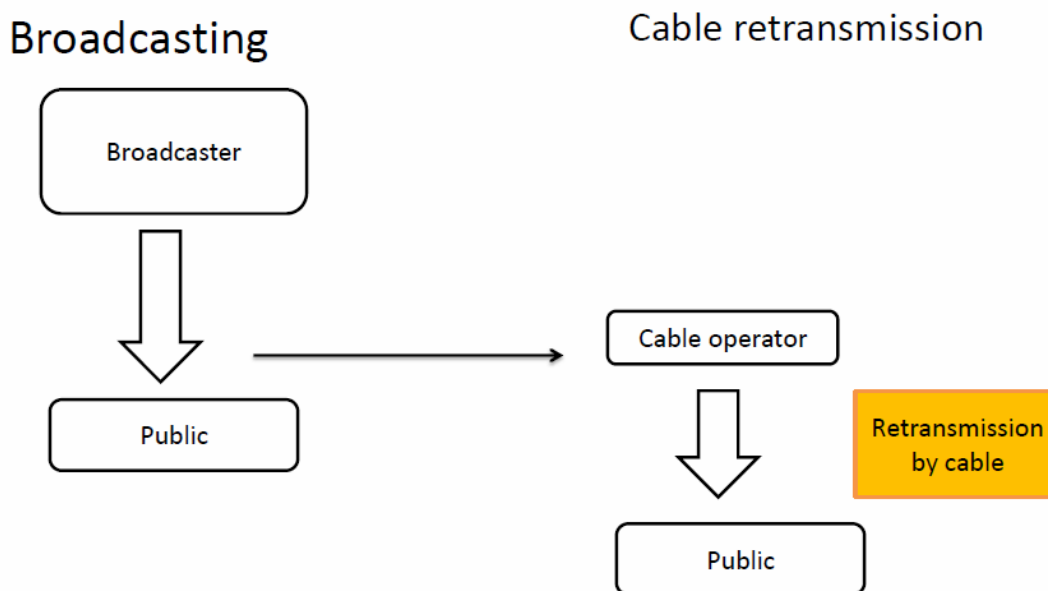 Broadcasting
Cable retransmission
Broadcaster
Public
Cable operator
Retransmission
by cable
Public